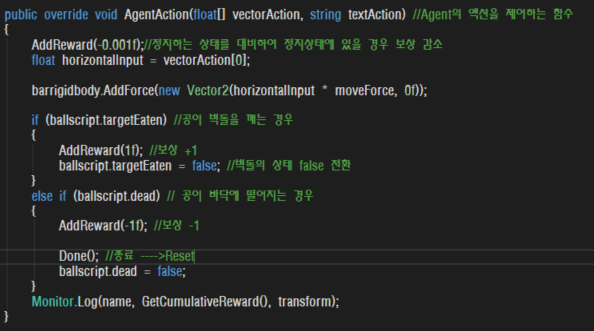 public override void AgentAction(float[] vectorAction, string textAction) //Agent의 액션을 제어하는 함수
{
AddReward(-0.001f);//정지하는 상태를 대비하여 정지상태에 있을 경우 보상 감소
float horizontalInput = vectorAction[0];
barrigidbody.AddForce(new Vector2(horizontalInput * moveForce, 0f));
if (ballscript.targetEaten) //공이 벽돌을 깨는 경우
{
AddReward(1f); //보상 +1
ballscript.targetEaten = false; //벽돌의 상태 false 전환
}
else if (ballscript.dead) // 공이 바닥에 떨어지는 경우
{
AddReward(-1f); //보상 -1
Done(); //종료 ---->Reset
ballscript.dead = false;
}
Monitor.Log(name, GetCumulativeReward(), transform);
}